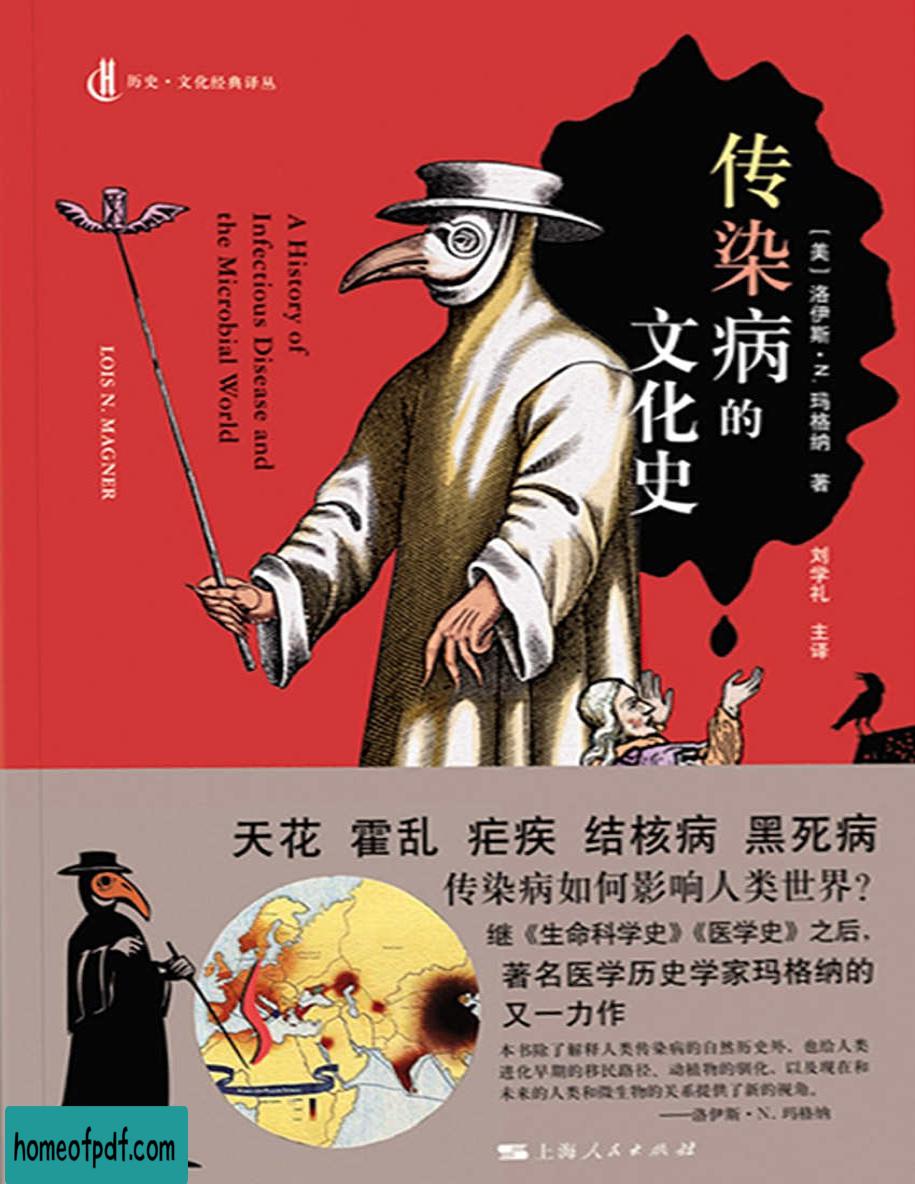 历史·文化经典译丛
传染病的
文化史
[美]洛伊斯·N.玛格纳 著
刘学礼 主译
A History of
Infectious Disease and
the Microbial World
LOIS N. MAGNER
天花 霍乱 疟疾 结核病 黑死病
传染病如何影响人类世界？
继《生命科学史》《医学史》之后，
著名医学历史学家玛格纳的
又一力作
本书除了解释人类传染病的自然历史外，也给人类
进化早期的移民路径、动植物的驯化，以及现在和
未来的人类和微生物的关系提供了新的视角。
——洛伊斯·N.玛格纳
上海人民出版社
homeofpdf.com